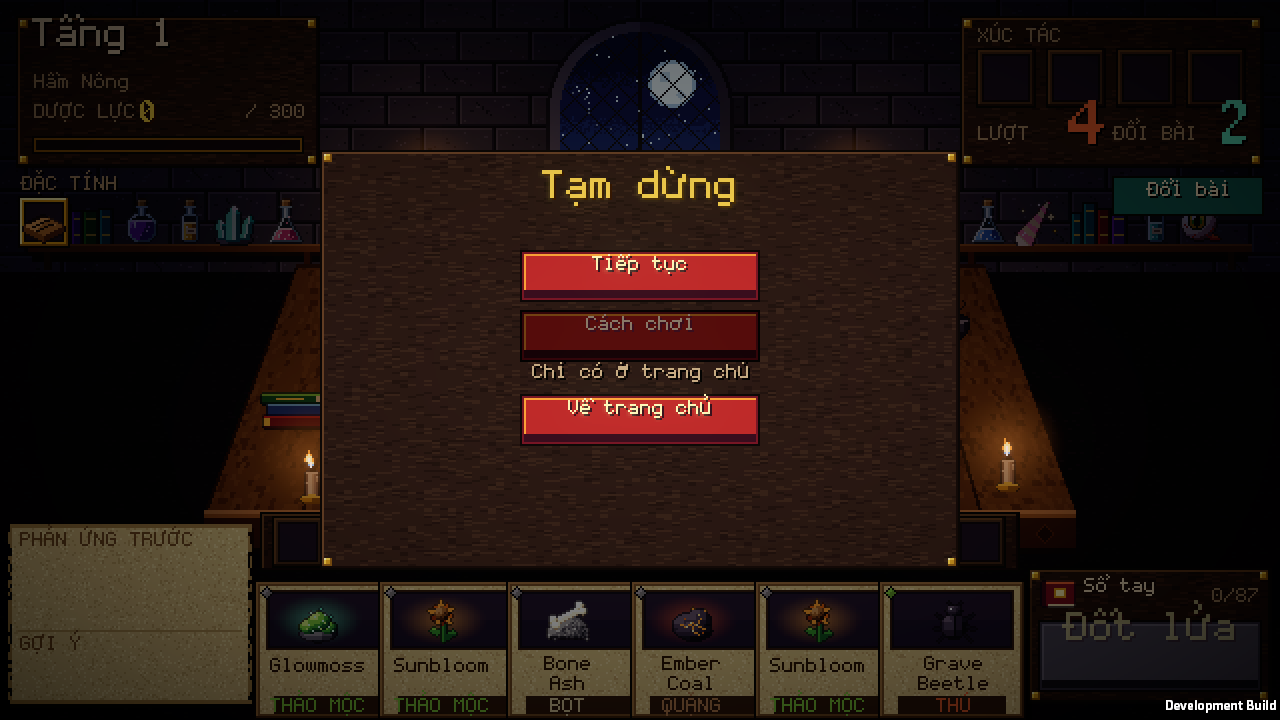 Tầng 1
Hầm Nông
DƯỢC LỰC 0 / 300
ĐẶC TÍNH
XÚC TÁC
LƯỢT 4 ĐỔI BÀI 2
Đổi bài
Tạm dừng
Tiếp tục
Cách chơi
Chỉ có ở trang chủ
Về trang chủ
PHẢN ỨNG TRƯỚC
GỢI Ý
Glowmoss
THẢO MỘC
Sunbloom
THẢO MỘC
Bone
Ash
BỘT
Ember
Coal
QUẶNG
Sunbloom
THẢO MỘC
Grave
Beetle
THÚ
Sổ tay
0/87
Đốt lửa
Development Build